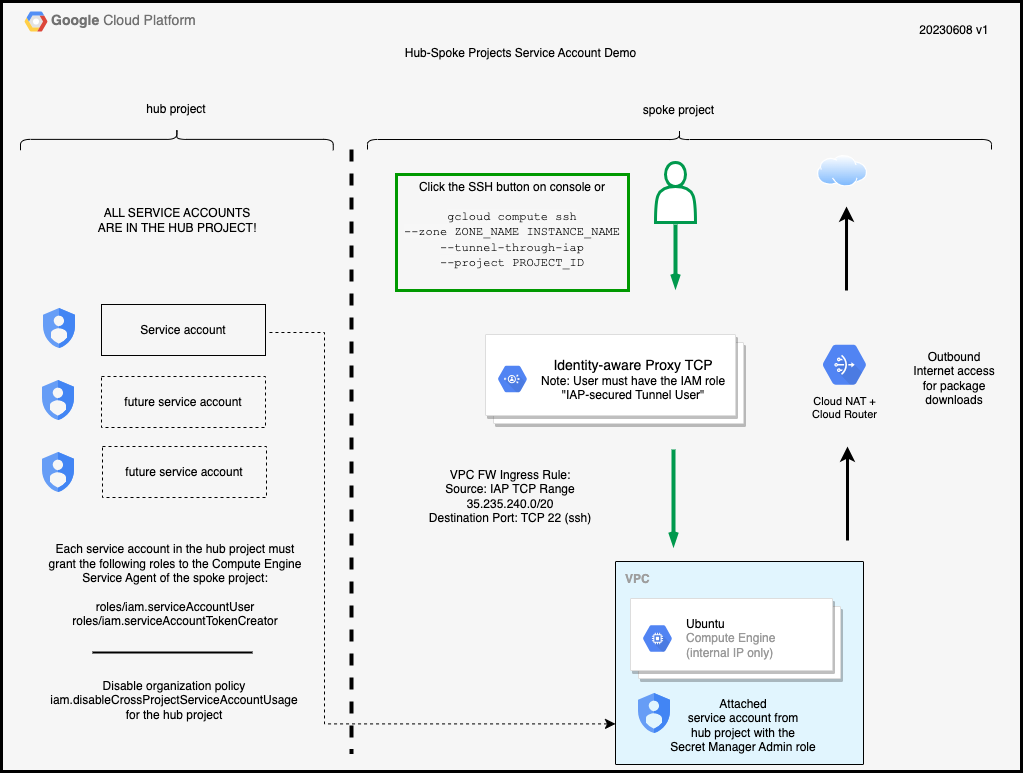 Google Cloud Platform
20230608 v1
Hub-Spoke Projects Service Account Demo
hub project
ALL SERVICE ACCOUNTS
ARE IN THE HUB PROJECT!
Service account
future service account
future service account
Each service account in the hub project must
grant the following roles to the Compute Engine
Service Agent of the spoke project:
roles/iam.serviceAccountUser
roles/iam.serviceAccountTokenCreator
Disable organization policy
iam.disableCrossProjectServiceAccountUsage
for the hub project
spoke project
Click the SSH button on console or
gcloud compute ssh
--zone ZONE_NAME INSTANCE_NAME
--tunnel-through-iap
--project PROJECT_ID
Identity-aware Proxy TCP
Note: User must have the IAM role
"IAP-secured Tunnel User"
Cloud NAT +
Cloud Router
Outbound
Internet access
for package
downloads
VPC FW Ingress Rule:
Source: IAP TCP Range
35.235.240.0/20
Destination Port: TCP 22 (ssh)
VPC
Ubuntu
Compute Engine
(internal IP only)
Attached
service account from
hub project with the
Secret Manager Admin role